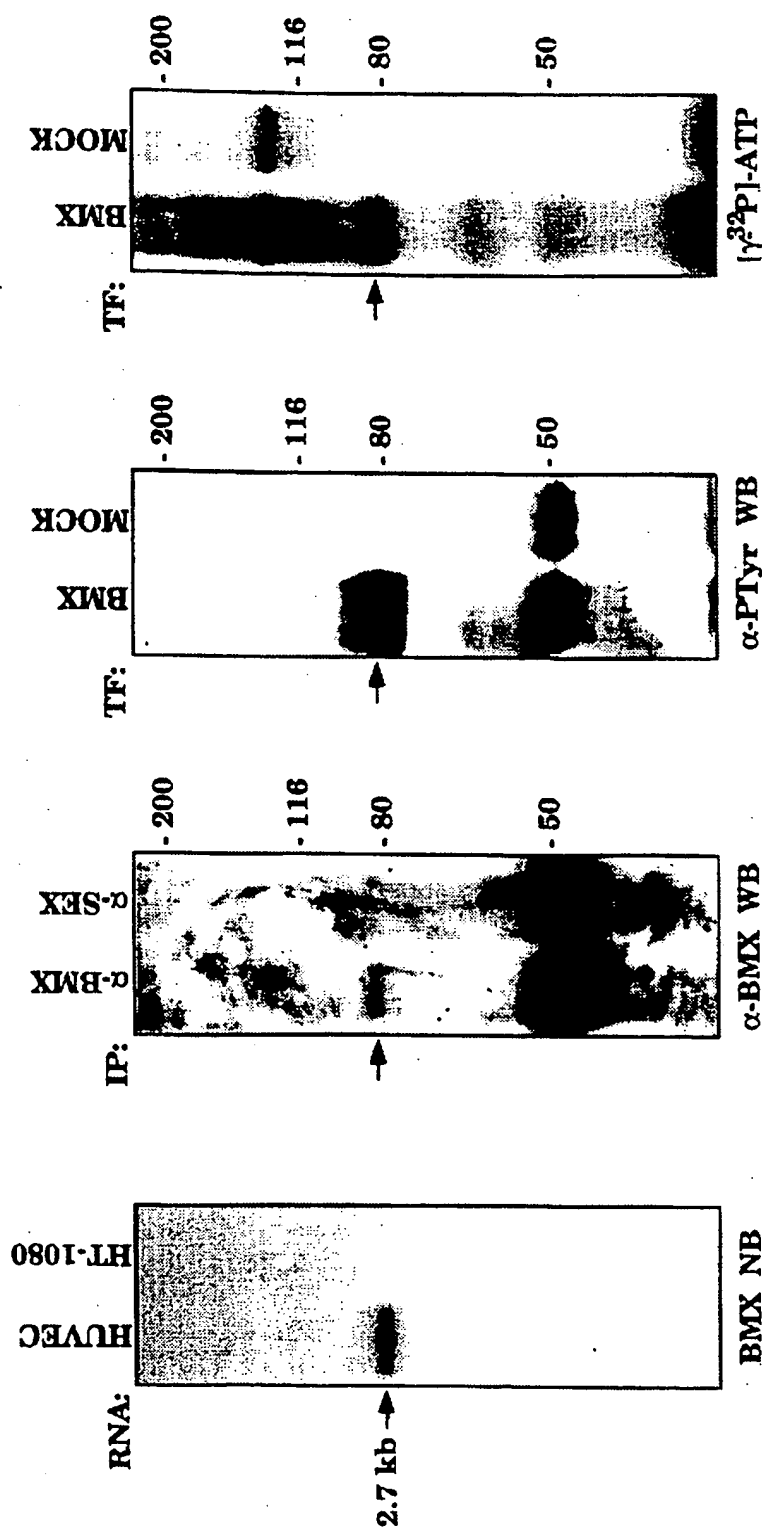 RNA:
HUVEC
HT-1080
2.7 kb
BMX NB
IP:
α-BMX
α-SEX
- 200
- 116
- 80
- 50
α-BMX WB
TF:
BMX
MOCK
- 200
- 116
- 80
- 50
α-PTyr WB
TF:
BMX
MOCK
- 200
- 116
- 80
- 50
[γ-³²P]-ATP